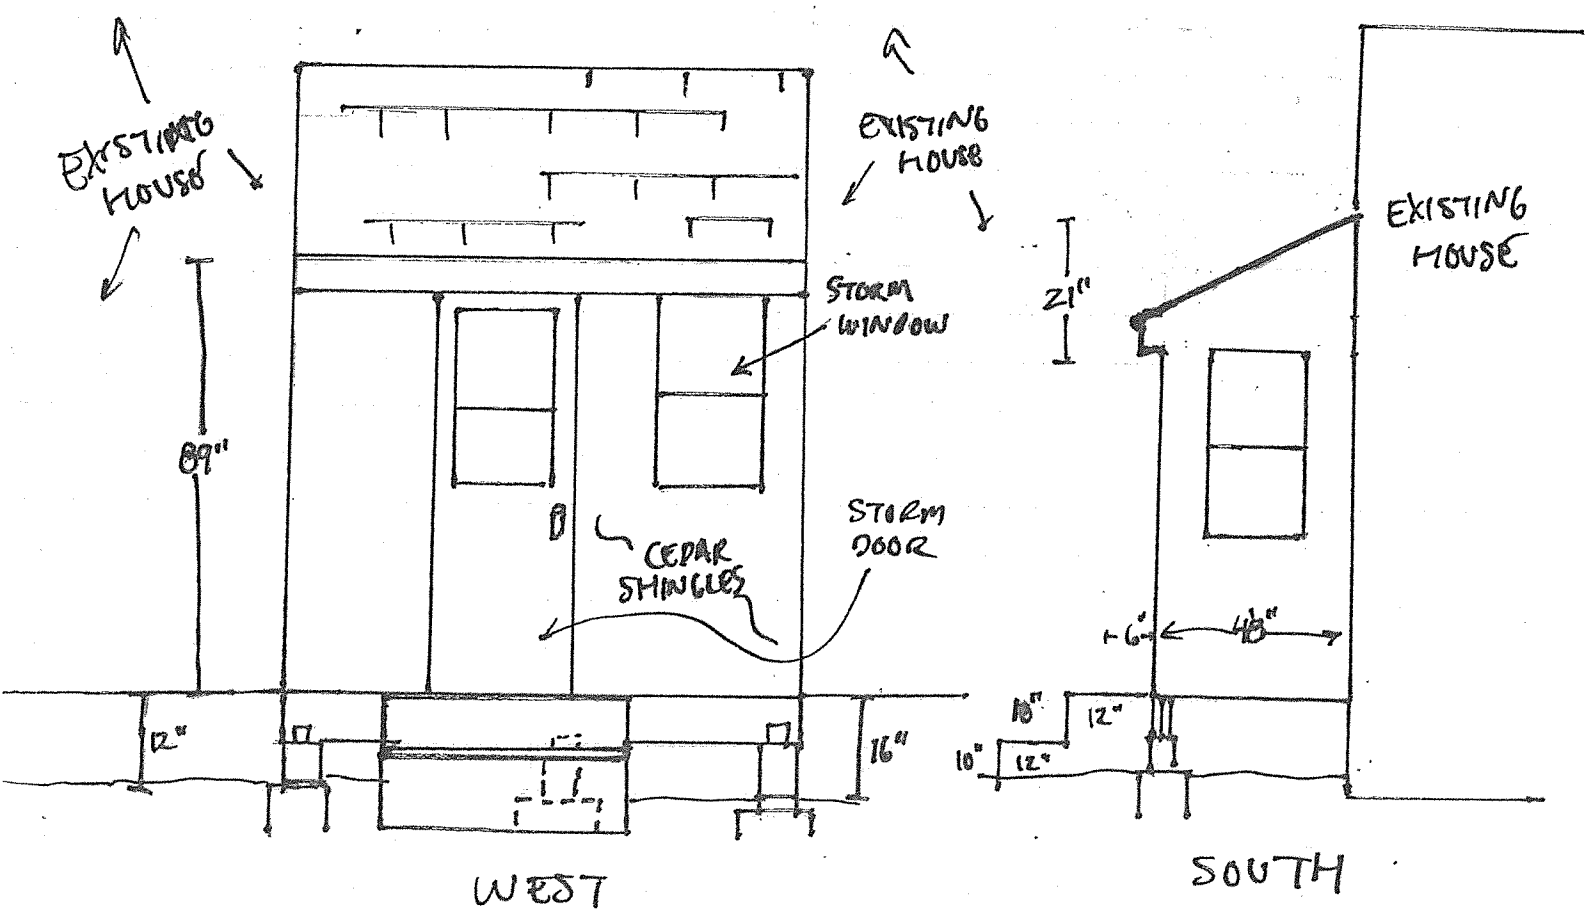 EXISTING
HOUSE
EXISTING
HOUSE
EXISTING
HOUSE
STORM
WINDOW
21"
89"
STORM
DOOR
CEDAR
SHINGLES
+6"
48"
12"
16"
10"
12"
10"
12"
WEST
SOUTH